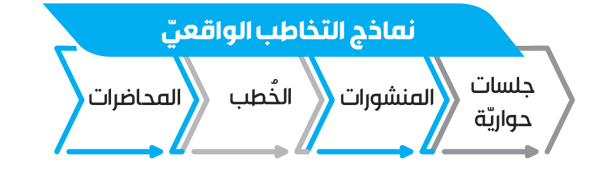 نماذج التخاطب الواقعيّ
جلسات
حواريّة
المنشورات
الخُطب
المحاضرات